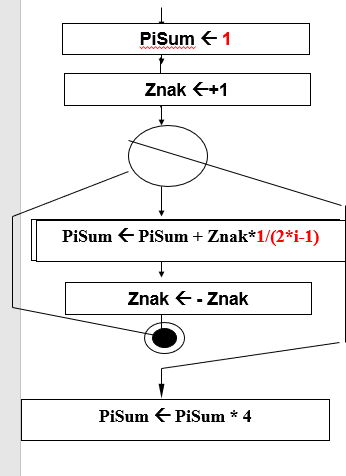 PiSum ← 1
Znak ←+1
PiSum ← PiSum + Znak*1/(2*i-1)
Znak ← - Znak
PiSum ← PiSum * 4